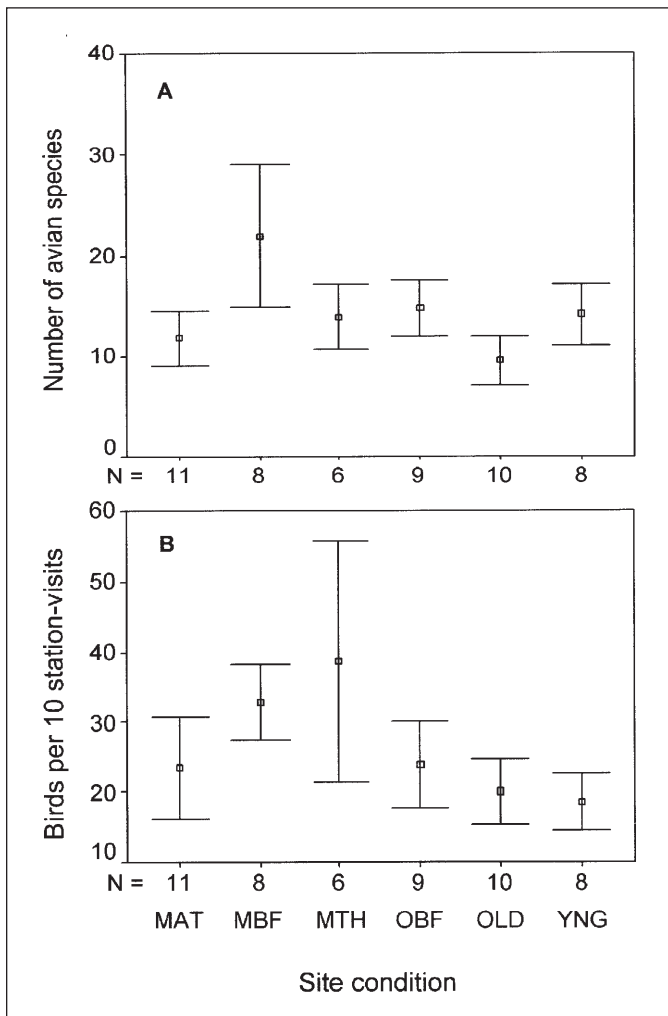 40
A
30
20
10
0
Number of avian species
N = 11 8 6 9 10 8
60
B
50
40
30
20
10
Birds per 10 station-visits
N = 11 8 6 9 10 8
MAT MBF MTH OBF OLD YNG
Site condition